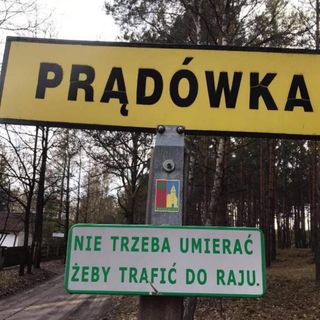 PRĄDÓWKA
NIE TRZEBA UMIERAĆ
ŻEBY TRAFIĆ DO RAJU.